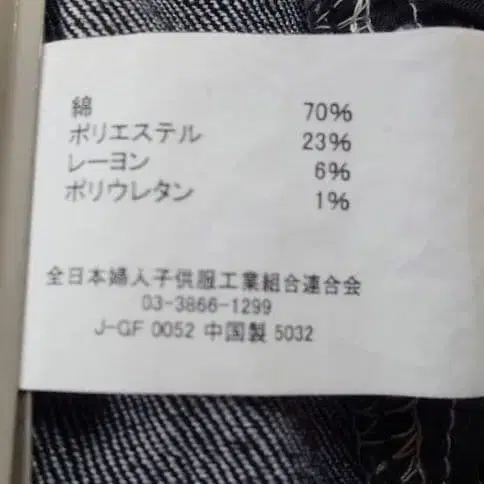 綿 70%
ポリエステル 23%
レーヨン 6%
ポリウレタン 1%
全日本婦人子供服工業組合連合会
03-3866-1299
J-GF 0052 中国製 5032